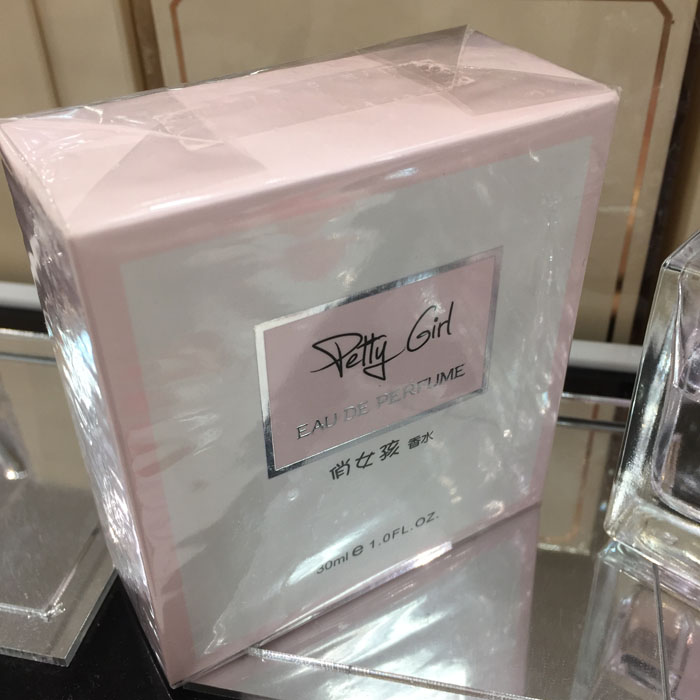 Petty Girl
EAU DE PERFUME
俏女孩 香水
30ml e 1.0FL.OZ.